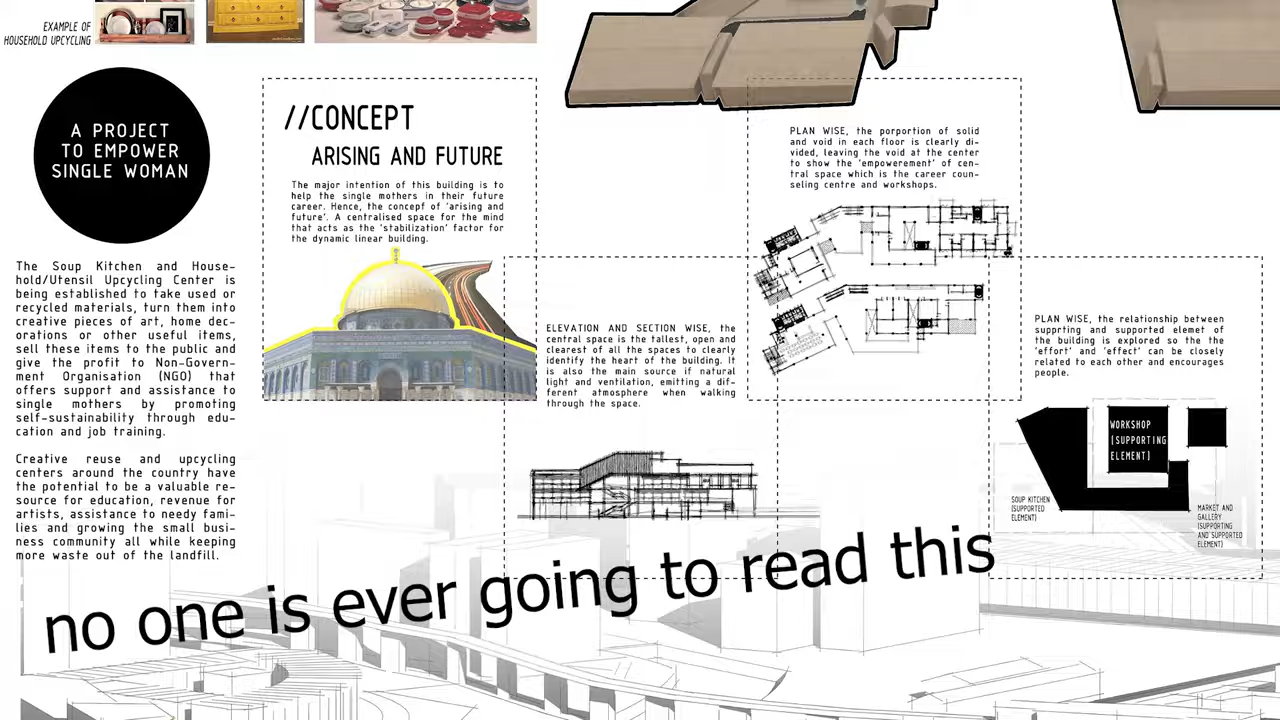 EXAMPLE OF
HOUSEHOLD UPCYCLING
A PROJECT
TO EMPOWER
SINGLE WOMAN
The Soup Kitchen and House-
hold/Utensil Upcycling Center is
being established to take used or
recycled materials, turn them into
creative pieces of art, home dec-
orations or other useful items,
sell these items to the public and
give the profit to Non-Govern-
ment Organisation (NGO) that
offers support and assistance to
single mothers by promoting
self-sustainability through edu-
cation and job training.
Creative reuse and upcycling
centers around the country have
the potential to be a valuable re-
source for education, revenue for
artists, assistance to needy fami-
lies and growing the small busi-
ness community all while keeping
more waste out of the landfill.
//CONCEPT
ARISING AND FUTURE
The major intention of this building is to
help the single mothers in their future
career. Hence, the concept of 'arising and
future'. A centralised space for the mind
that acts as the 'stabilization' factor for
the dynamic linear building.
ELEVATION AND SECTION WISE, the
central space is the tallest, open and
clearest of all the spaces to clearly
identify the heart of the building. It
is also the main source if natural
light and ventilation, emitting a dif-
ferent atmosphere when walking
through the space.
PLAN WISE, the porportion of solid
and void in each floor is clearly di-
vided, leaving the void at the center
to show the 'empowerement' of cen-
tral space which is the career coun-
seling centre and workshops.
PLAN WISE, the relationship between
supprting and supported elemet of
the building is explored so the the
'effort' and 'effect' can be closely
related to each other and encourages
people.
WORKSHOP
(SUPPORTING
ELEMENT)
SOUP KITCHEN
(SUPPORTED
ELEMENT)
MARKET AND
GALLERY
(SUPPORTING
AND SUPPORTED
ELEMENT)
no one is ever going to read this